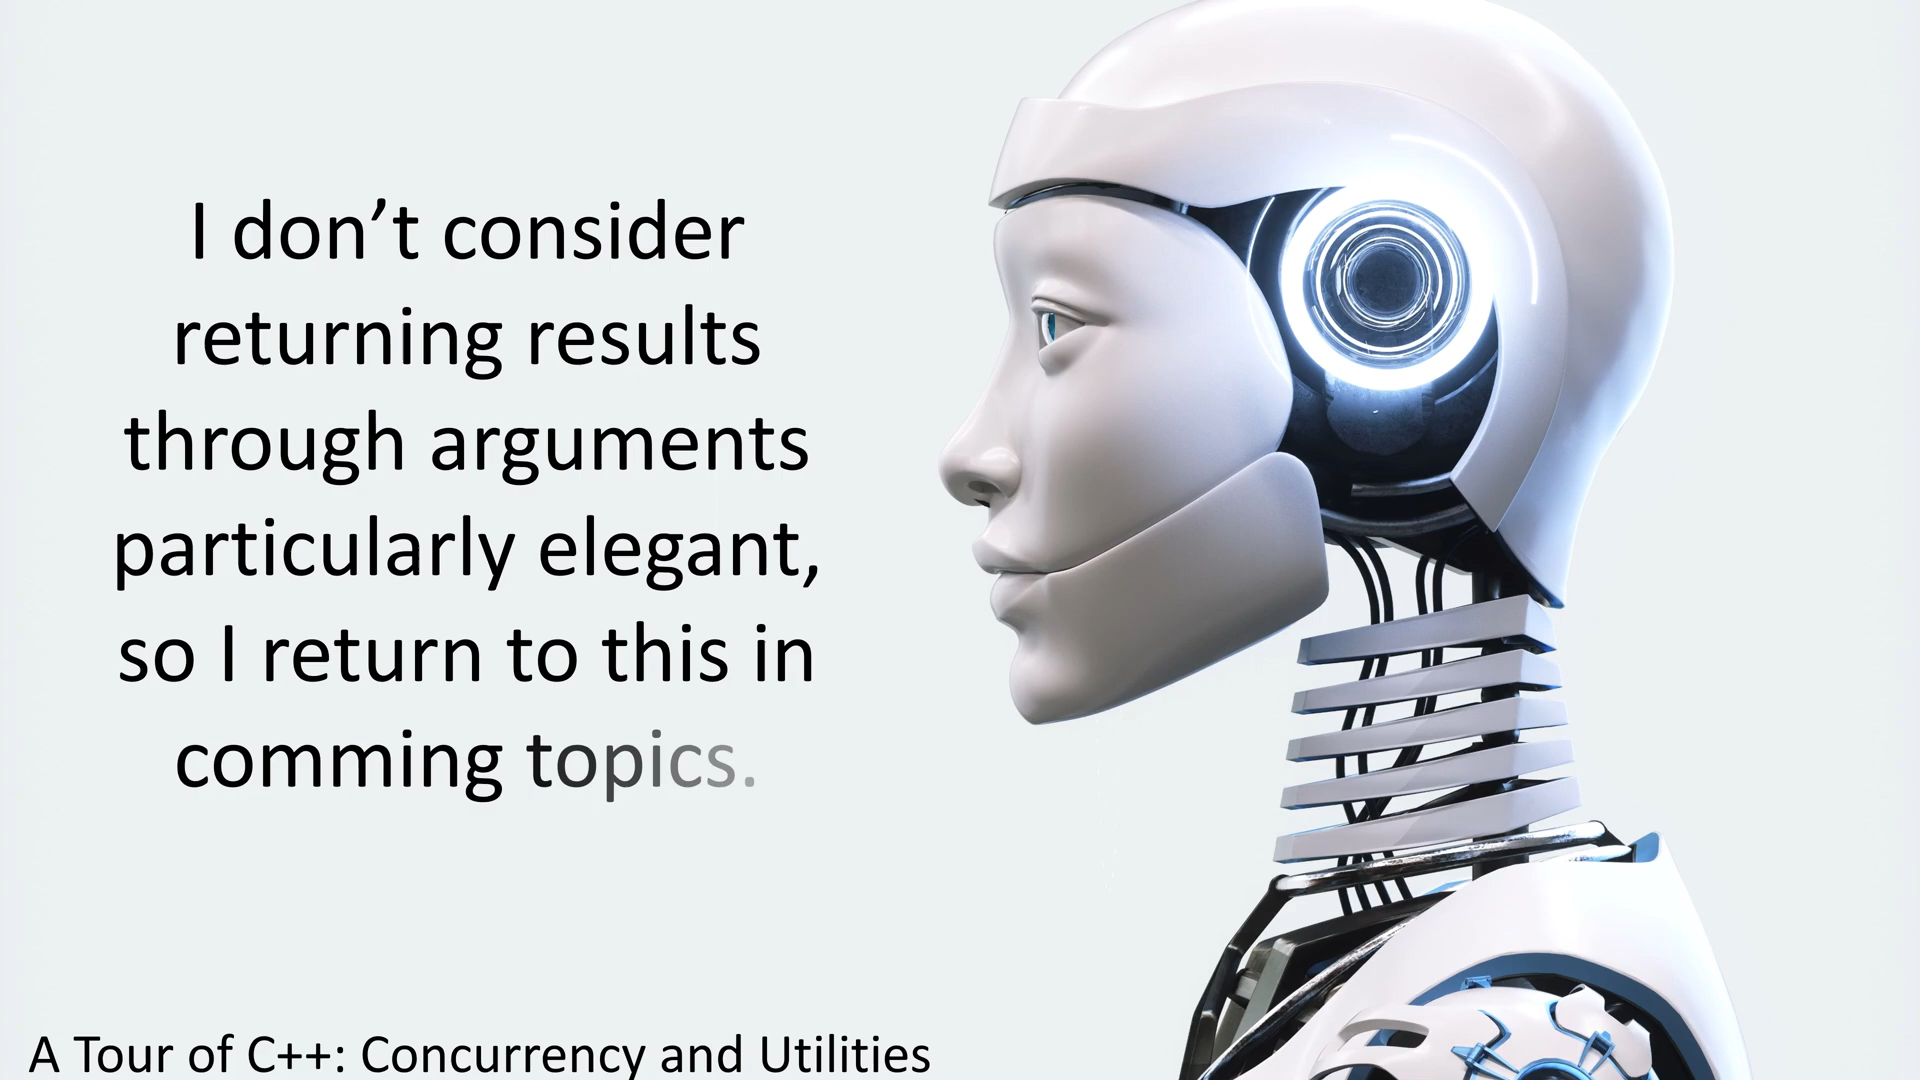 I don’t consider
returning results
through arguments
particularly elegant,
so I return to this in
comming topics.
A Tour of C++: Concurrency and Utilities